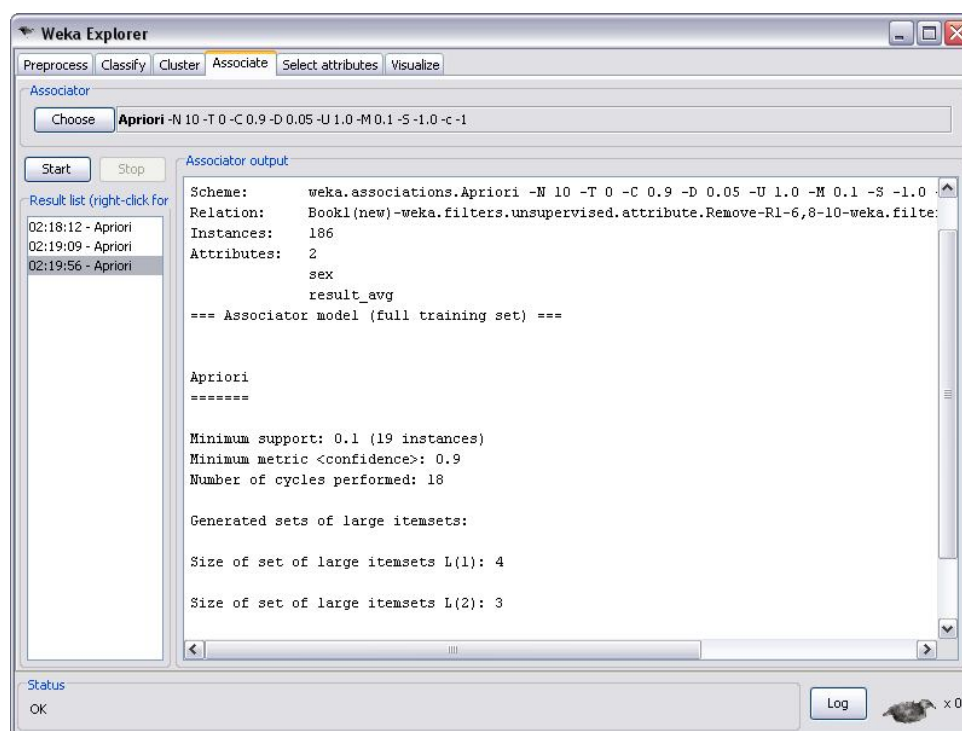 Weka Explorer
Preprocess Classify Cluster Associate Select attributes Visualize
Associator
Choose Apriori -N 10 -T 0 -C 0.9 -D 0.05 -U 1.0 -M 0.1 -S -1.0 -c -1
Start Stop
Result list (right-click for
02:18:12 - Apriori
02:19:09 - Apriori
02:19:56 - Apriori
Associator output
Scheme: weka.associations.Apriori -N 10 -T 0 -C 0.9 -D 0.05 -U 1.0 -M 0.1 -S -1.0
Relation: Book1(new)-weka.filters.unsupervised.attribute.Remove-R1-6,8-10-weka.filte
Instances: 186
Attributes: 2
sex
result_avg
=== Associator model (full training set) ===
Apriori
=======
Minimum support: 0.1 (19 instances)
Minimum metric <confidence>: 0.9
Number of cycles performed: 18
Generated sets of large itemsets:
Size of set of large itemsets L(1): 4
Size of set of large itemsets L(2): 3
Status
OK
Log
x 0